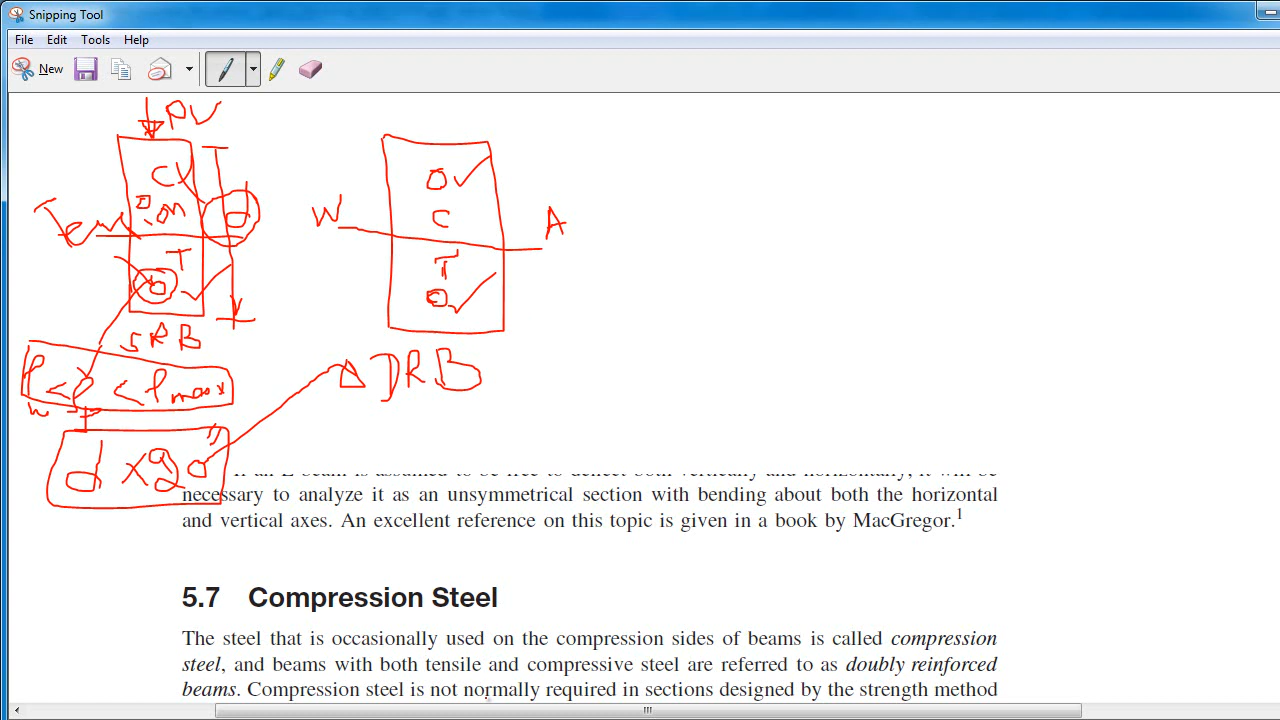 Snipping Tool
File Edit Tools Help
New
PV
C T
T
SRB
< ρ < ρ max
d x g o "
W A
O
C
T
O
DRB
necessary to analyze it as an unsymmetrical section with bending about both the horizontal
and vertical axes. An excellent reference on this topic is given in a book by MacGregor.1
5.7 Compression Steel
The steel that is occasionally used on the compression sides of beams is called compression
steel, and beams with both tensile and compressive steel are referred to as doubly reinforced
beams. Compression steel is not normally required in sections designed by the strength method